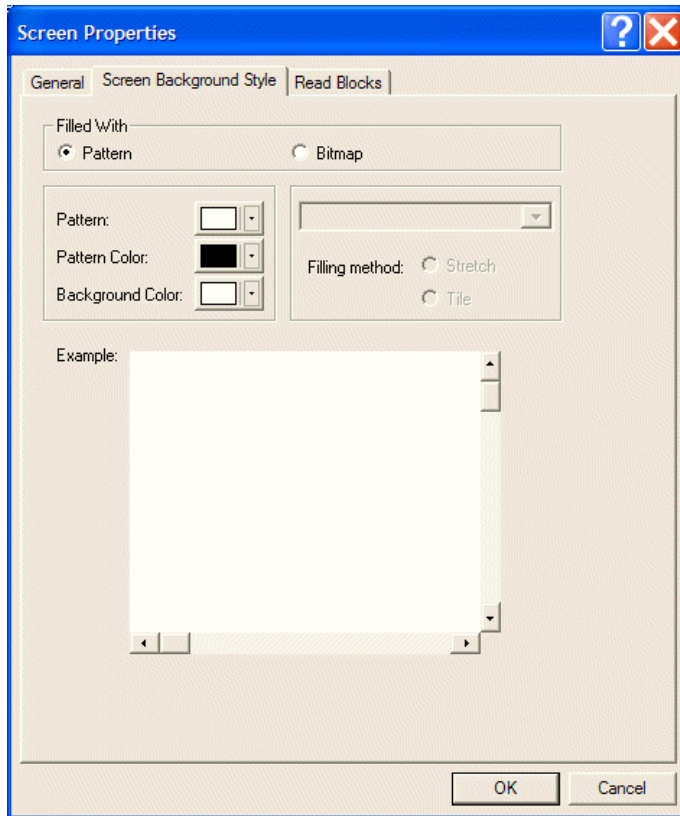 Screen Properties
General Screen Background Style Read Blocks
Filled With
Pattern Bitmap
Pattern:
Pattern Color:
Background Color:
Filling method: Stretch
Tile
Example:
OK Cancel